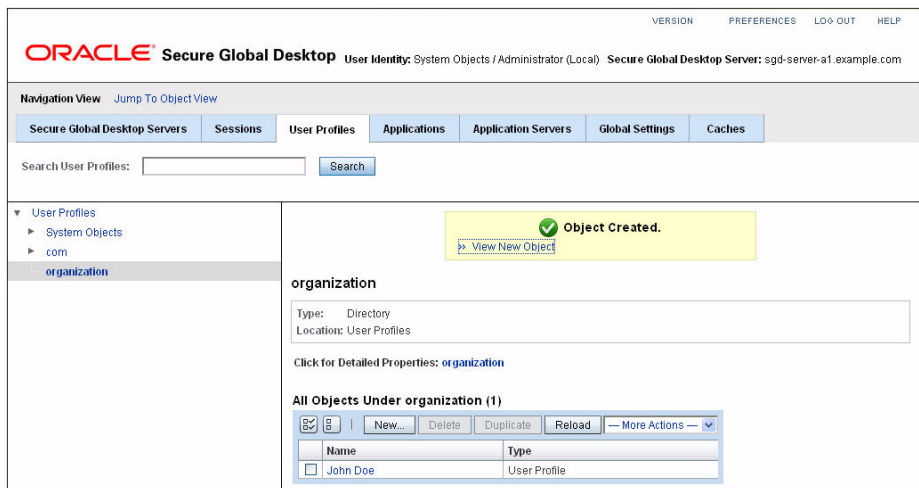 VERSION PREFERENCES LOG OUT HELP
ORACLE Secure Global Desktop User Identity: System Objects / Administrator (Local) Secure Global Desktop Server: sgd-server-a1.example.com
Navigation View Jump To Object View
Secure Global Desktop Servers Sessions User Profiles Applications Application Servers Global Settings Caches
Search User Profiles: Search
User Profiles
System Objects
com
organization
Object Created.
» View New Object
organization
Type: Directory
Location: User Profiles
Click for Detailed Properties: organization
All Objects Under organization (1)
New... Delete Duplicate Reload — More Actions —
Name Type
John Doe User Profile